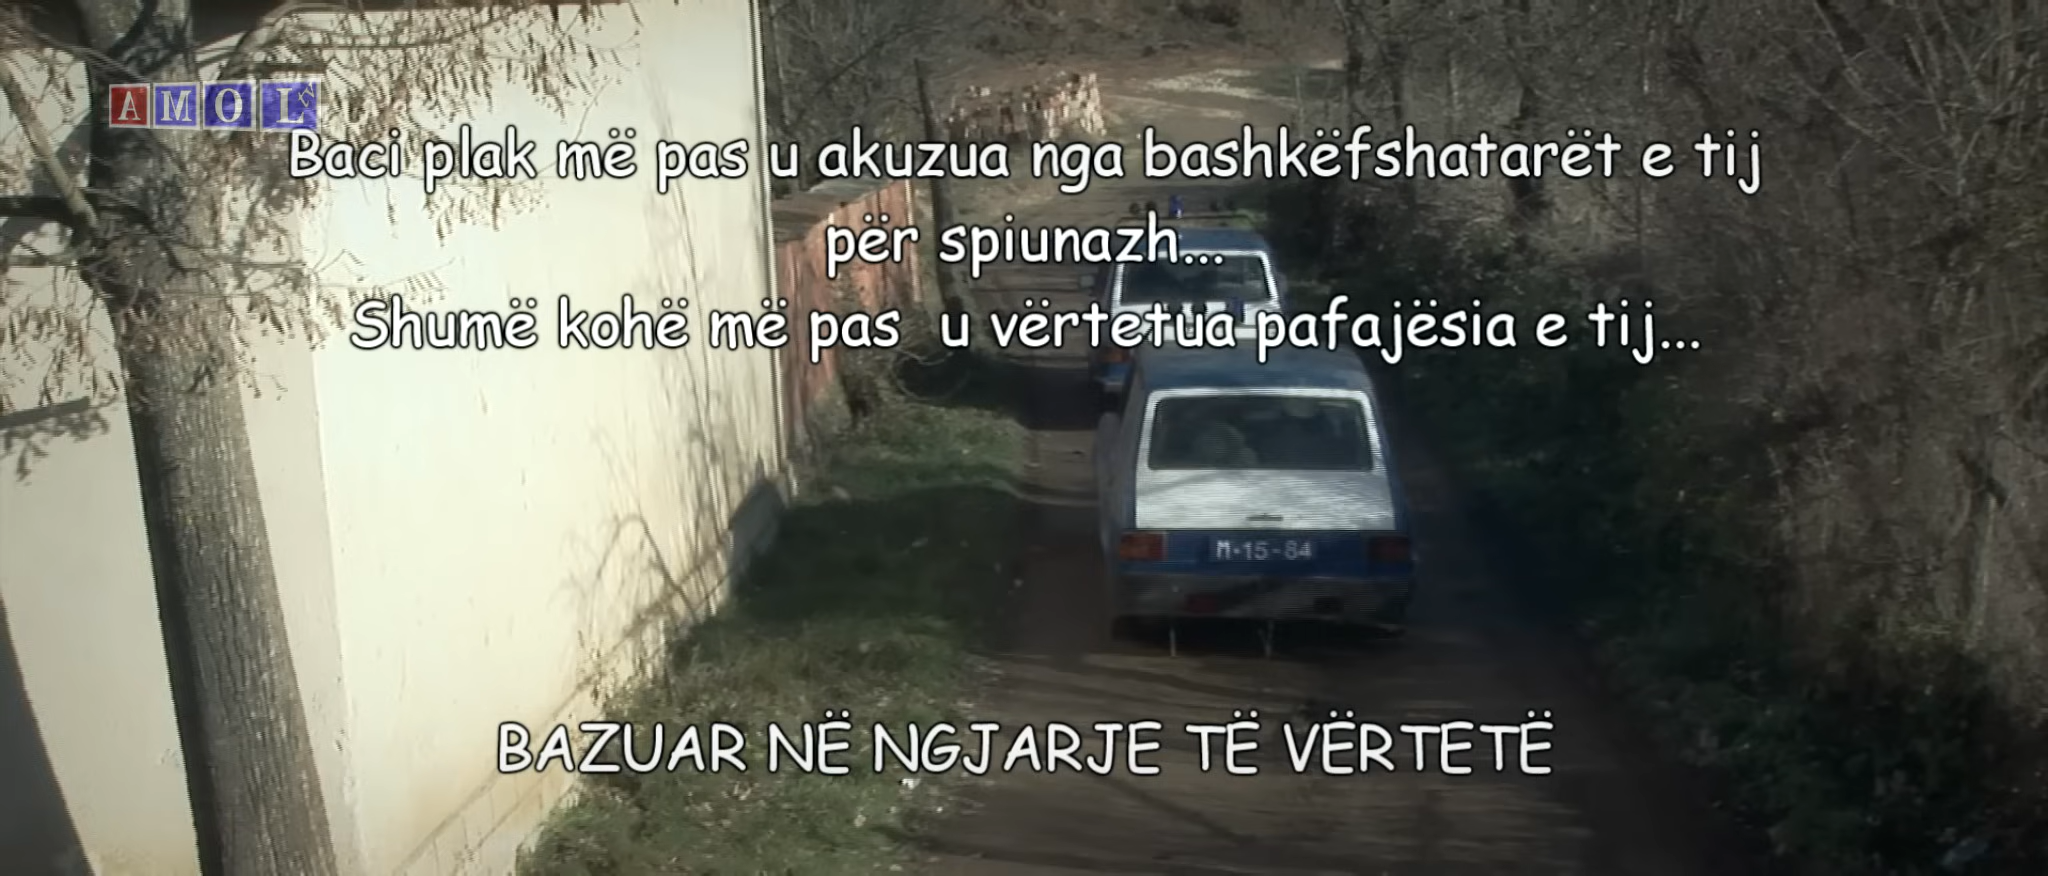 AMOL tv
Baci plak më pas u akuzua nga bashkëfshatarët e tij
për spiunazh...
Shumë kohë më pas u vërtetua pafajësia e tij...
M-15-84
BAZUAR NË NGJARJE TË VËRTETË